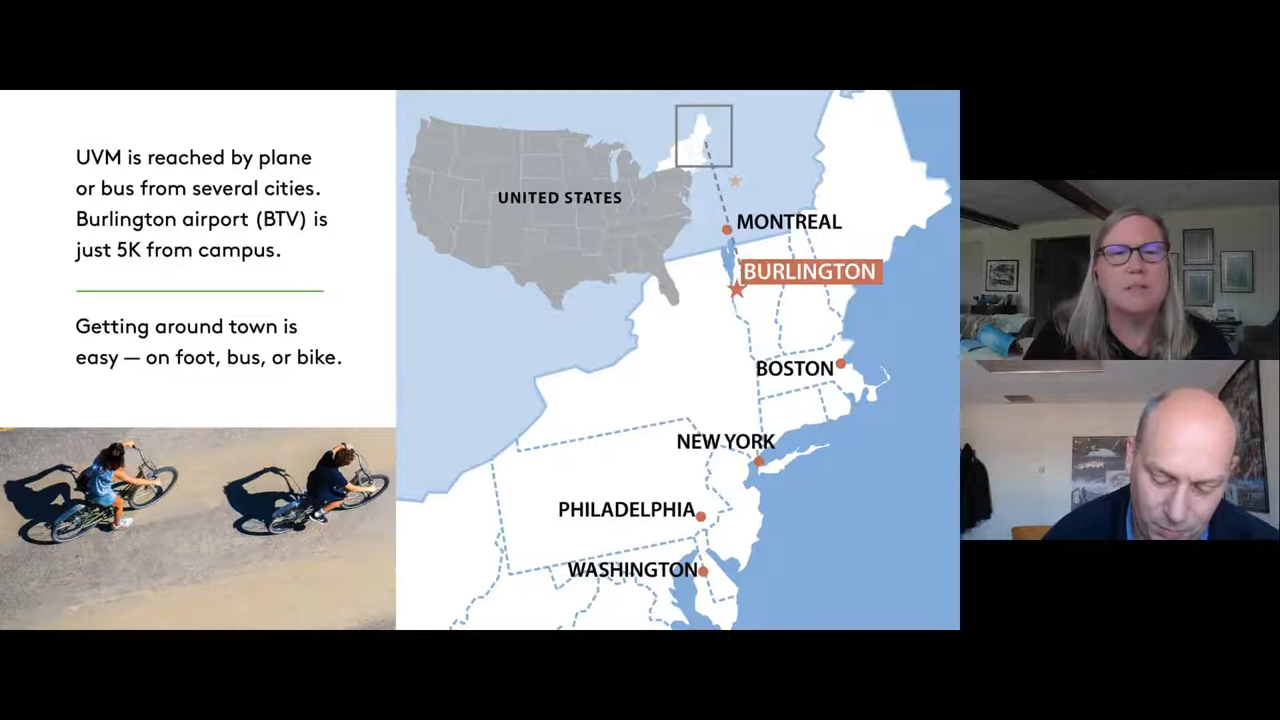 UVM is reached by plane
or bus from several cities.
Burlington airport (BTV) is
just 5K from campus.
Getting around town is
easy — on foot, bus, or bike.
UNITED STATES
MONTREAL
BURLINGTON
BOSTON
NEW YORK
PHILADELPHIA
WASHINGTON